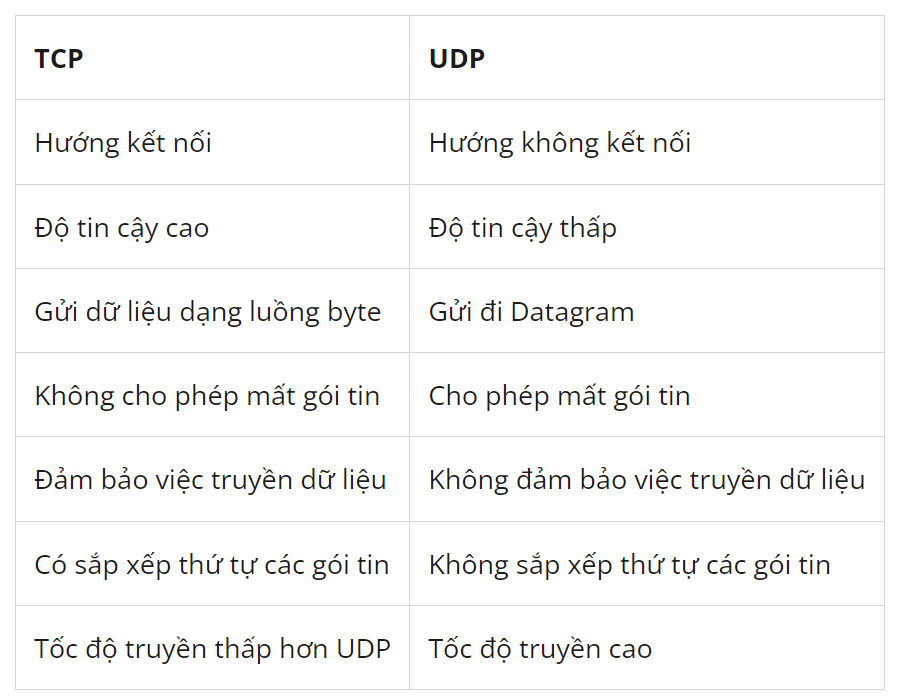 TCP
UDP
Hướng kết nối
Hướng không kết nối
Độ tin cậy cao
Độ tin cậy thấp
Gửi dữ liệu dạng luồng byte
Gửi đi Datagram
Không cho phép mất gói tin
Cho phép mất gói tin
Đảm bảo việc truyền dữ liệu
Không đảm bảo việc truyền dữ liệu
Có sắp xếp thứ tự các gói tin
Không sắp xếp thứ tự các gói tin
Tốc độ truyền thấp hơn UDP
Tốc độ truyền cao